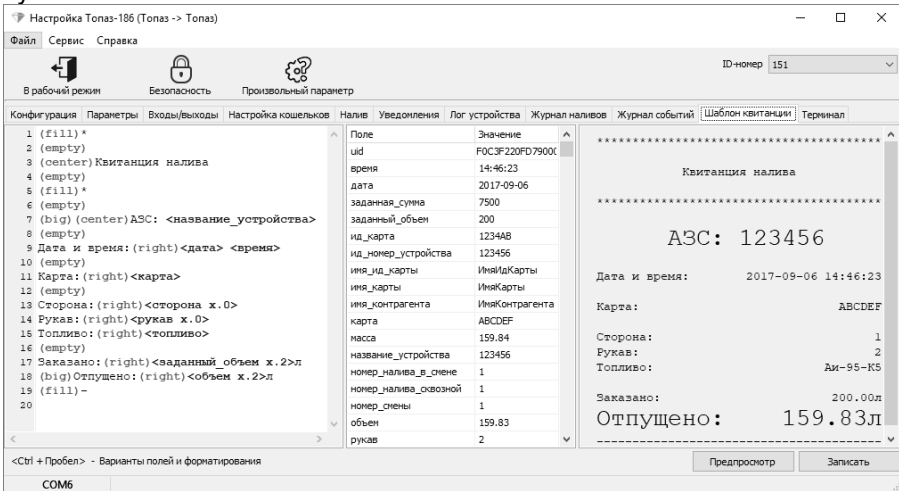 Настройка Топаз-186 (Топаз -> Топаз)
Файл Сервис Справка
В рабочий режим Безопасность Произвольный параметр
ID-номер 151
Конфигурация Параметры Входы/выходы Настройка кошельков Налив Уведомления Лог устройства Журнал наливов Журнал событий Шаблон квитанции Терминал
1 (fill)*
2 (empty)
3 (center)Квитанция налива
4 (empty)
5 (fill)*
6 (empty)
7 (big)(center)АЗС: <название_устройства>
8 (empty)
9 Дата и время:(right)<дата> <время>
10 (empty)
11 Карта:(right)<карта>
12 (empty)
13 Сторона:(right)<сторона x.0>
14 Рукав:(right)<рукав x.0>
15 Топливо:(right)<топливо>
16 (empty)
17 Заказано:(right)<заданный_объем x.2>л
18 (big)Отпущено:(right)<объем x.2>л
19 (fill)-
20
Поле Значение
uid F0C3F220FD7900(
время 14:46:23
дата 2017-09-06
заданная_сумма 7500
заданный_объем 200
ид_карта 1234AB
ид_номер_устройства 123456
имя_ид_карты ИмяИдКарты
имя_карты ИмяКарты
имя_контрагента ИмяКонтрагента
карта ABCDEF
масса 159.84
название_устройства 123456
номер_налива_в_смене 1
номер_налива_сквозной 1
номер_смены 1
объем 159.83
рукав 2
****************************************
Квитанция налива
****************************************
АЗС: 123456
Дата и время: 2017-09-06 14:46:23
Карта: ABCDEF
Сторона: 1
Рукав: 2
Топливо: Аи-95-К5
Заказано: 200.00л
Отпущено: 159.83л
----------------------------------------
<Ctrl + Пробел> - Варианты полей и форматирования
Предпросмотр Записать
COM6